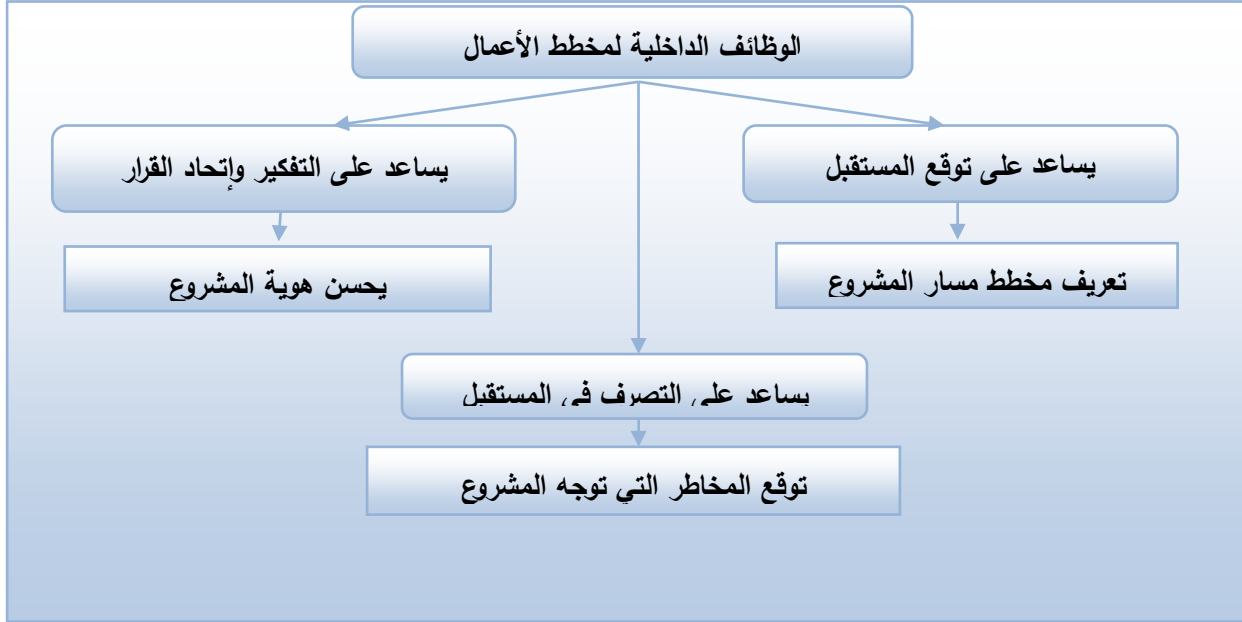 الوظائف الداخلية لمخطط الأعمال
يساعد على توقع المستقبل
يساعد على التفكير وإتحاد القرار
تعريف مخطط مسار المشروع
يحسن هوية المشروع
يساعد على التصرف في المستقبل
توقع المخاطر التي توجه المشروع